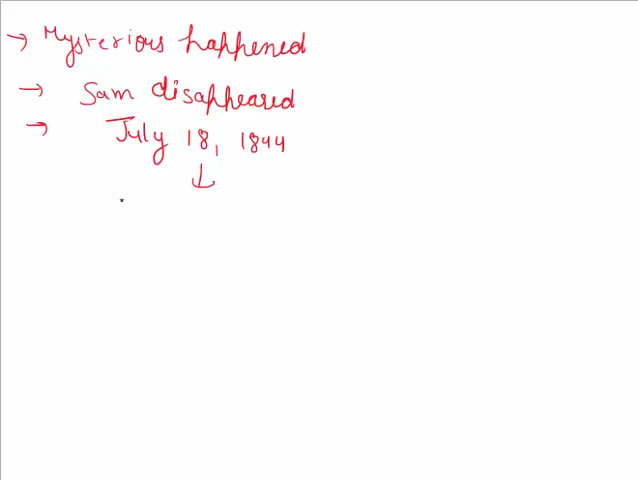 → Mysterious happened
→ Sam disappeared
→ July 18, 1844
↓